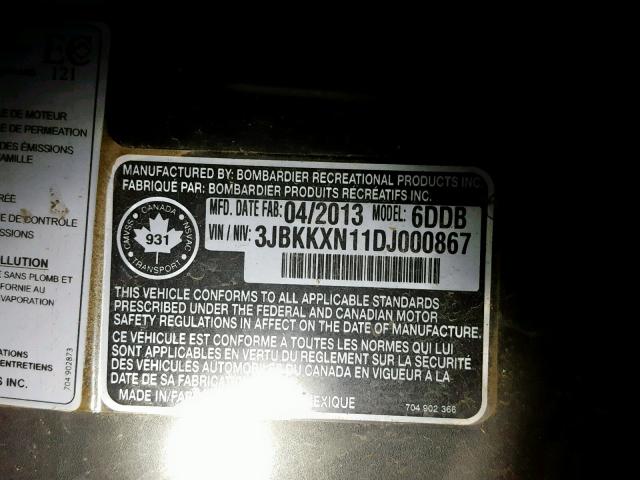 EC
121
E DE MOTEUR
E DE PERMEATION
DES ÉMISSIONS
FAMILLE
RÉE
E DE CONTRÔLE
OSIONS
LLUTION
SANS PLOMB ET
FORNIE AU
VAPORATION
ATIONS
ENTRETIENS
S INC.
704 902873
MANUFACTURED BY: BOMBARDIER RECREATIONAL PRODUCTS INC.
FABRIQUÉ PAR: BOMBARDIER PRODUITS RÉCRÉATIFS INC.
MFD. DATE FAB: 04/2013 MODEL: 6DDB
VIN / NIV: 3JBKKXN11DJ000867
CANADA
CMVSS
NSVAC
931
TRANSPORT
THIS VEHICLE CONFORMS TO ALL APPLICABLE STANDARDS
PRESCRIBED UNDER THE FEDERAL AND CANADIAN MOTOR
SAFETY REGULATIONS IN AFFECT ON THE DATE OF MANUFACTURE.
CE VÉHICULE EST CONFORME À TOUTES LES NORMES QUI LUI
SONT APPLICABLES EN VERTU DU RÈGLEMENT SUR LA SÉCURITÉ
DES VÉHICULES AUTOMOBILES DU CANADA EN VIGUEUR À LA
DATE DE SA FABRICATION
MADE IN/FABR EXIQUE
704 902 366